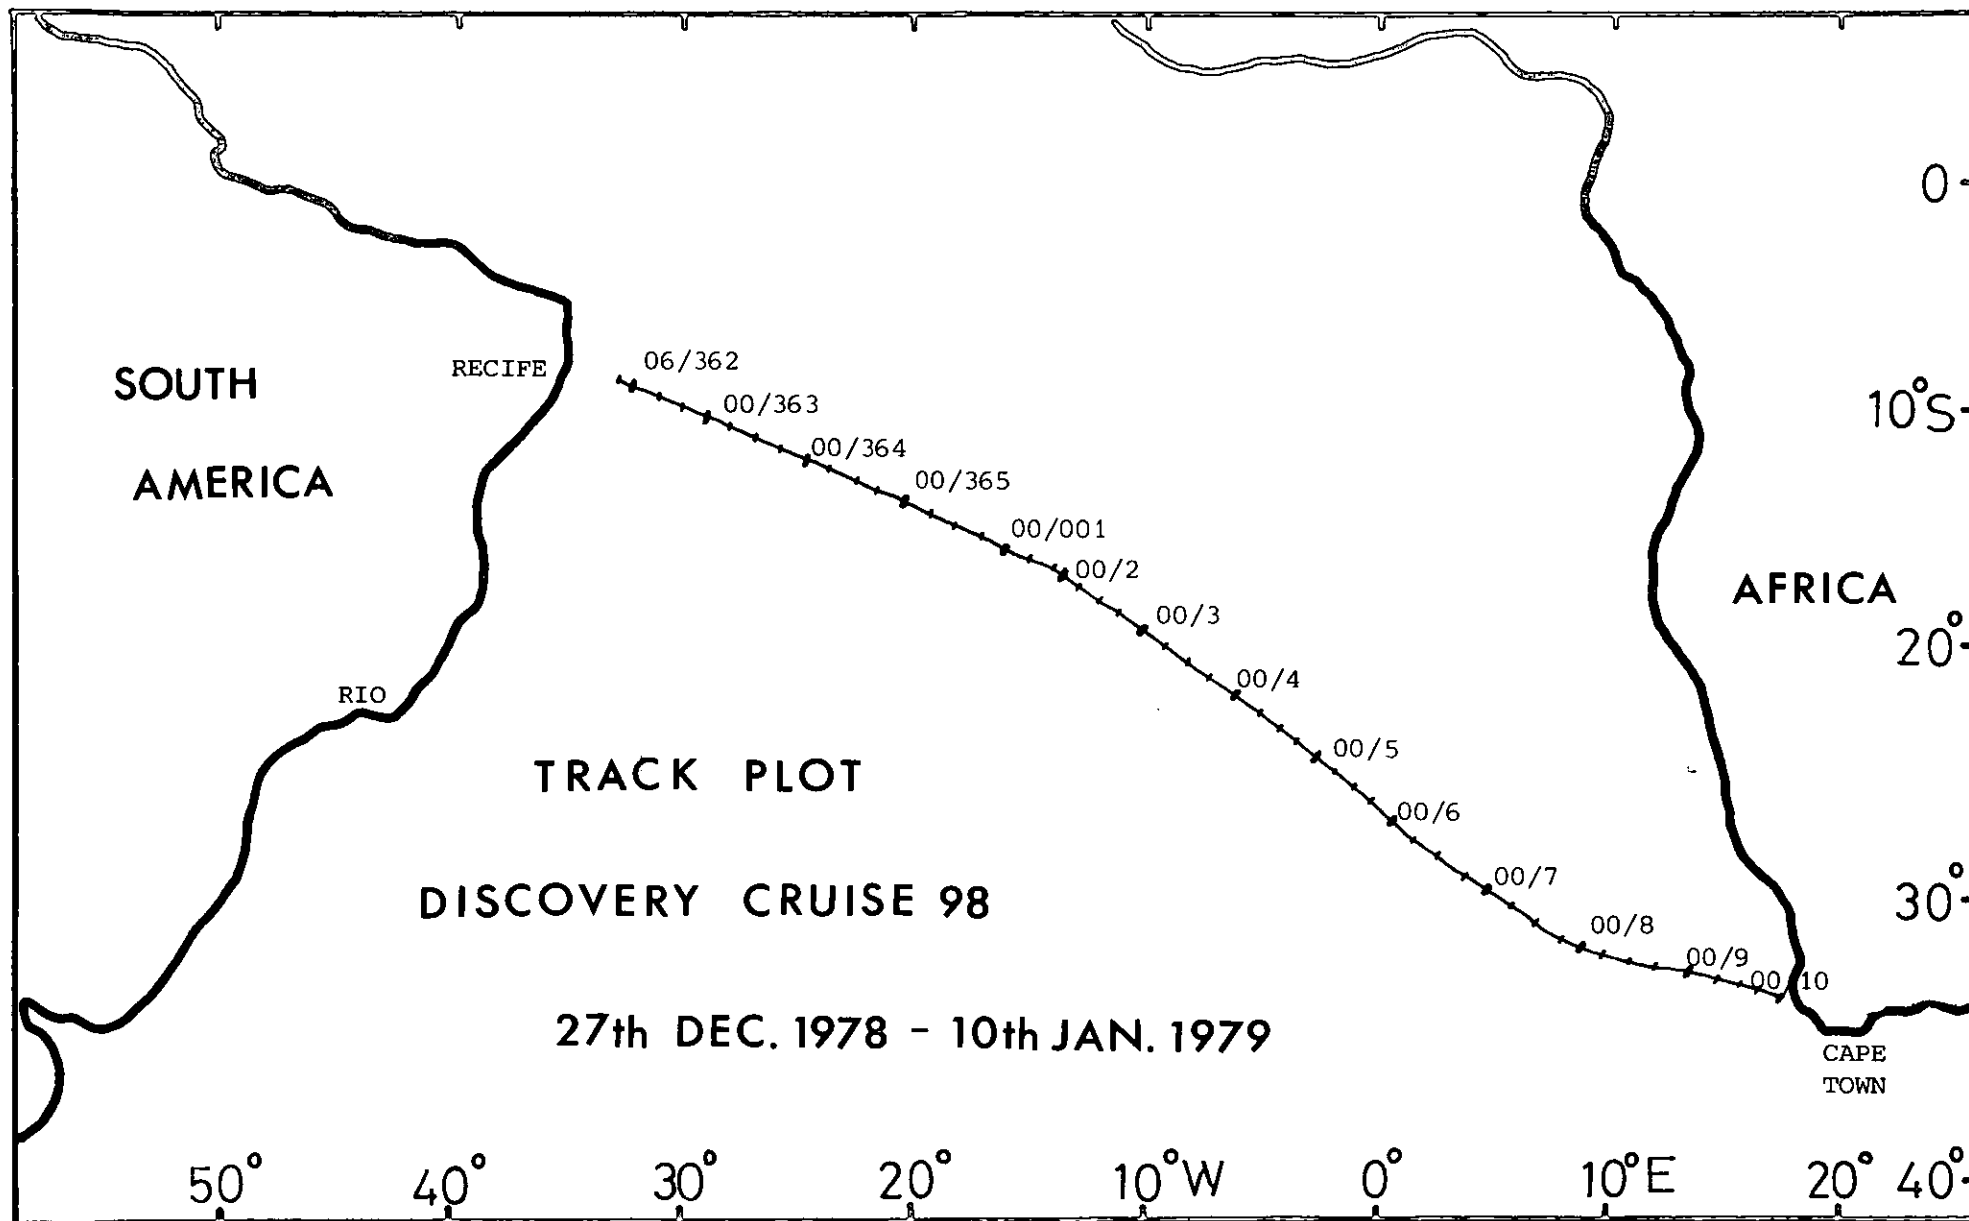 0
06/362
RECIFE
SOUTH
00/363
10°S
00/364
AMERICA
00/365
00/001
00/2
AFRICA
00/3
20°
00/4
RIO
00/5
TRACK PLOT
00/6
00/7
30°
DISCOVERY CRUISE 98
00/8
00/9
00/10
27th DEC. 1978 - 10th JAN. 1979
CAPE
TOWN
50° 40° 30° 20° 10°W 0° 10°E 20° 40°